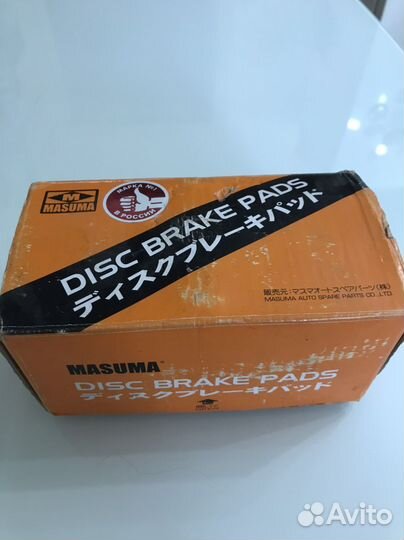 MASUMA
МАРКА №1
В РОССИИ
DISC BRAKE PADS
ディスクブレーキパッド
販売元:マスマオートスペアパーツ(株)
MASUMA AUTO SPARE PARTS CO.,LTD.
MASUMA®
DISC BRAKE PADS
ディスクブレーキパッド
Avito